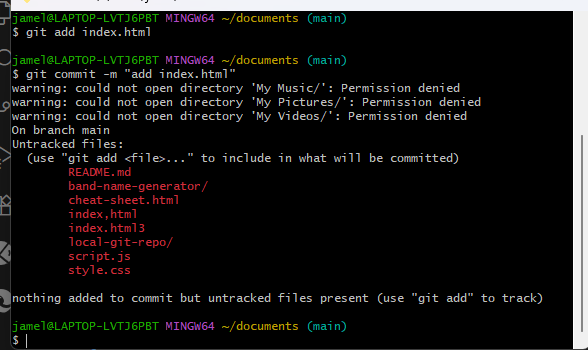 jamel@LAPTOP-LVTJ6PBT MINGW64 ~/documents (main)
$ git add index.html
jamel@LAPTOP-LVTJ6PBT MINGW64 ~/documents (main)
$ git commit -m "add index.html"
warning: could not open directory 'My Music/': Permission denied
warning: could not open directory 'My Pictures/': Permission denied
warning: could not open directory 'My Videos/': Permission denied
On branch main
Untracked files:
  (use "git add <file>..." to include in what will be committed)
        README.md
        band-name-generator/
        cheat-sheet.html
        index,html
        index.html3
        local-git-repo/
        script.js
        style.css
nothing added to commit but untracked files present (use "git add" to track)
jamel@LAPTOP-LVTJ6PBT MINGW64 ~/documents (main)
$